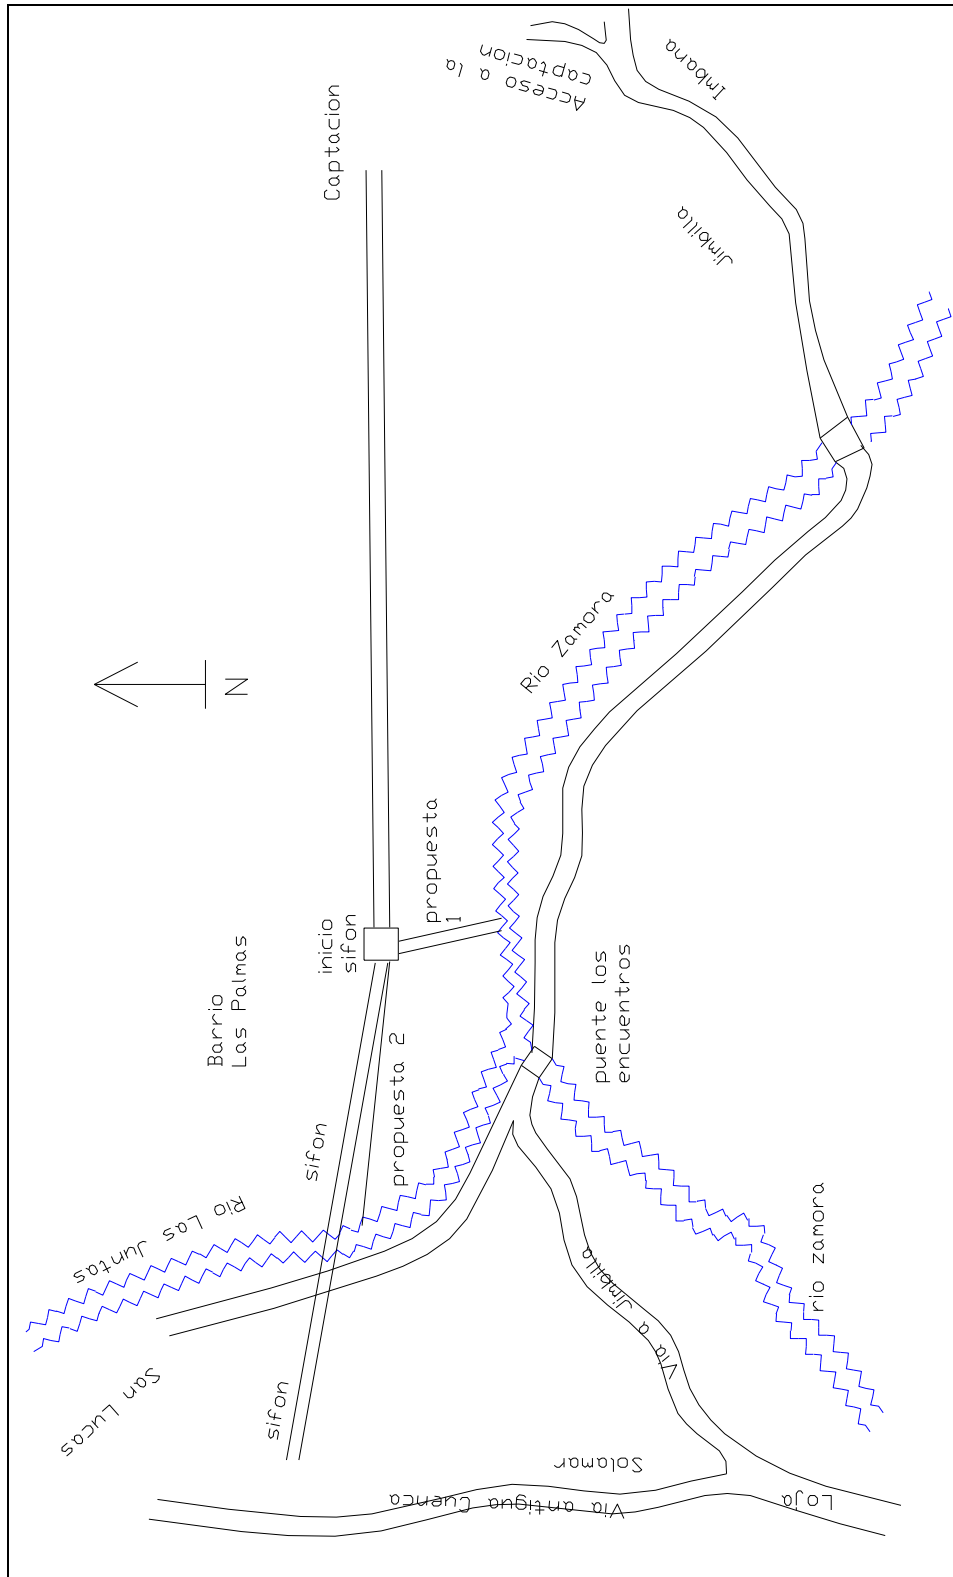 Imbana
Acceso a la
captacion
Captacion
Jimbilla
Rio Zamora
N
propuesta
1
inicio
sifon
Barrio
Las Palmas
puente los
encuentros
propuesta 2
sifon
Rio Las Juntas
rio zamora
Via a Jimbilla
San Lucas
sifon
Solamar
Via antigua Cuenca
Loja